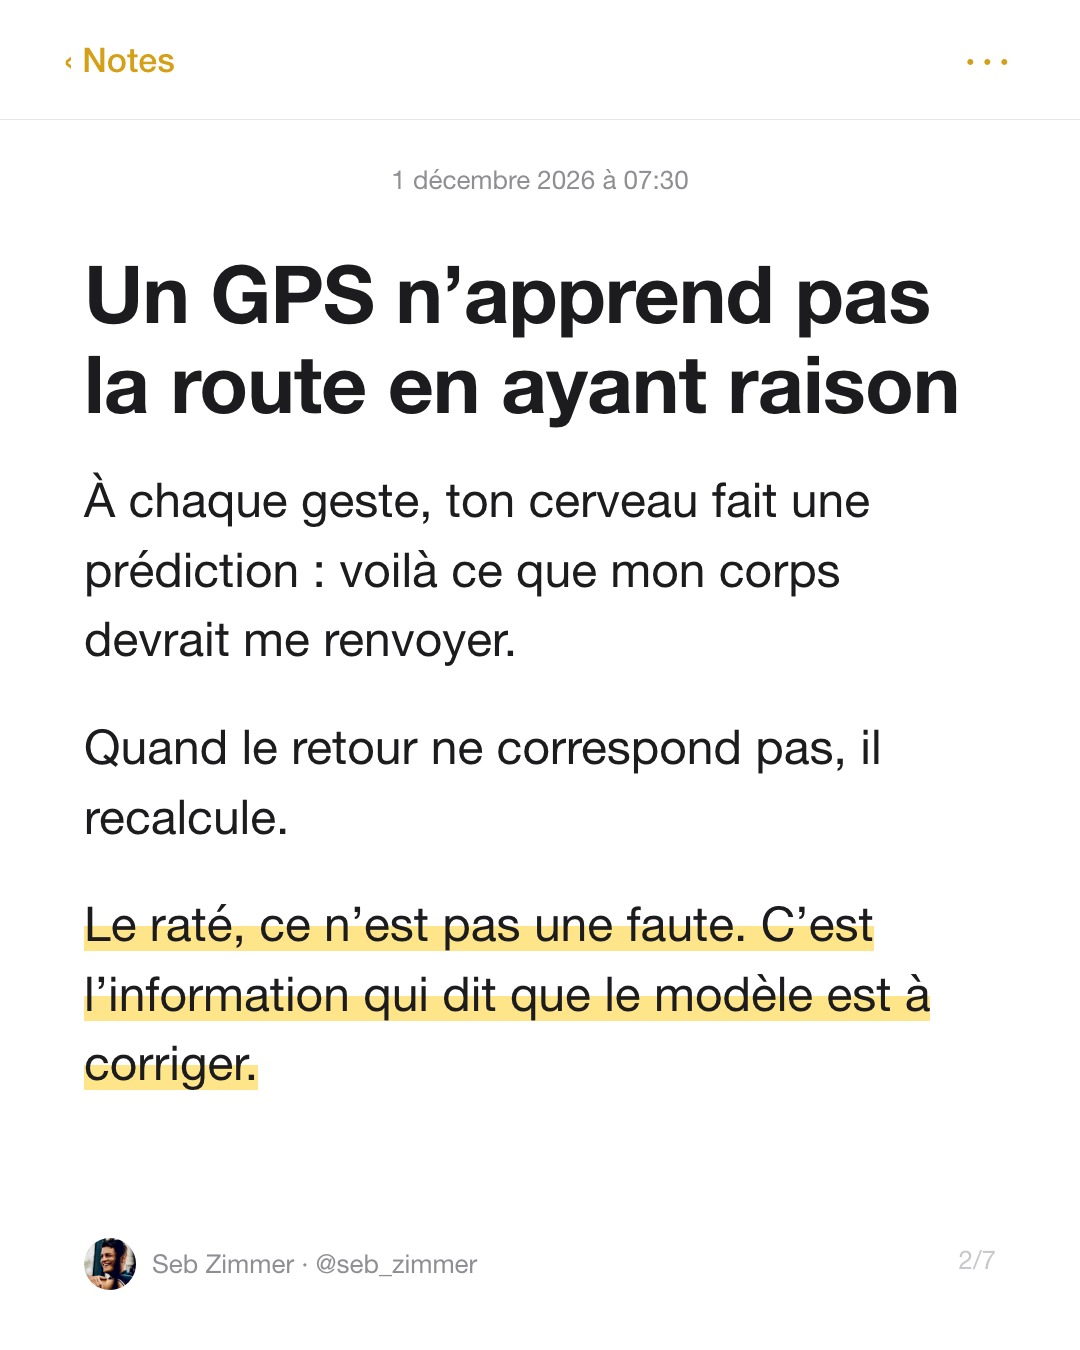 ‹ Notes
...
1 décembre 2026 à 07:30
Un GPS n’apprend pas
la route en ayant raison
À chaque geste, ton cerveau fait une
prédiction : voilà ce que mon corps
devrait me renvoyer.
Quand le retour ne correspond pas, il
recalcule.
Le raté, ce n’est pas une faute. C’est
l’information qui dit que le modèle est à
corriger.
Seb Zimmer · @seb_zimmer
2/7